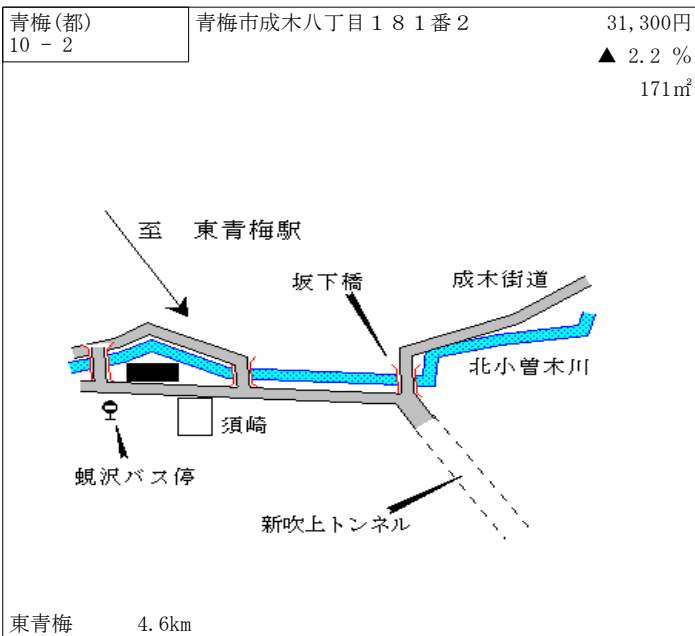 青梅(都)
10 - 2
青梅市成木八丁目１８１番２
31,300円
▲ 2.2 %
171㎡
至 東青梅駅
坂下橋
成木街道
北小曽木川
須崎
蜆沢バス停
新吹上トンネル
東青梅 4.6km